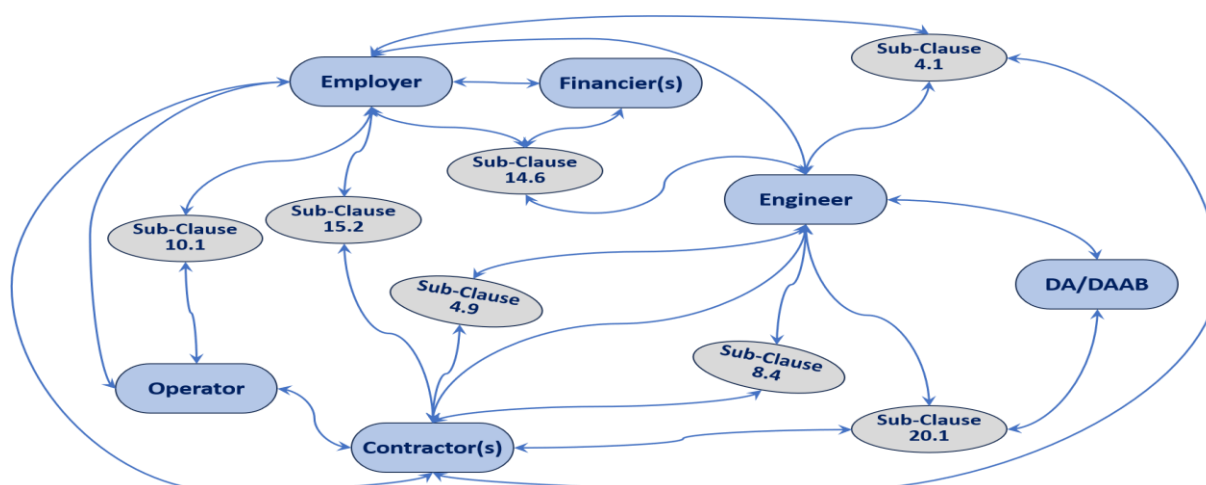 Sub-Clause
4.1
Employer
Financier(s)
Sub-Clause
14.6
Engineer
Sub-Clause
15.2
Sub-Clause
10.1
Sub-Clause
4.9
DA/DAAB
Sub-Clause
8.4
Operator
Sub-Clause
20.1
Contractor(s)